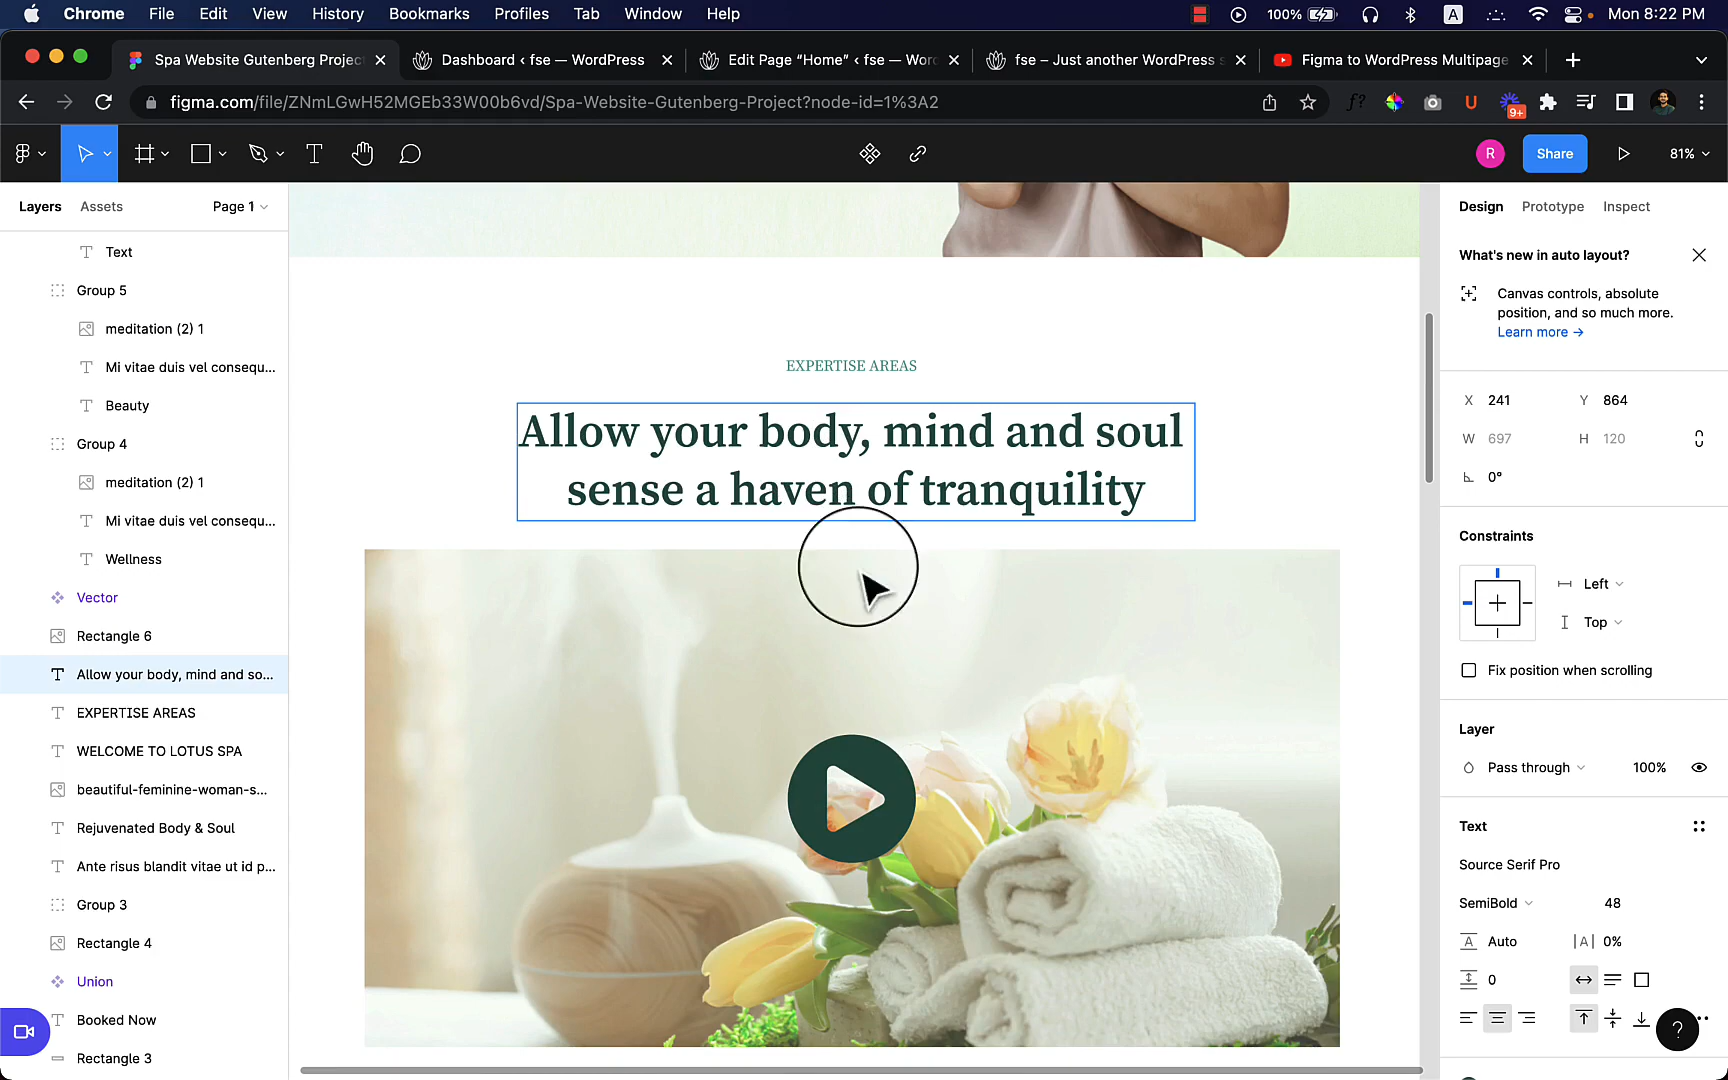 Chrome File Edit View History Bookmarks Profiles Tab Window Help 100% A Mon 8:22 PM
Spa Website Gutenberg Projec Dashboard ‹ fse — WordPress Edit Page “Home” ‹ fse — Wor fse – Just another WordPress s Figma to WordPress Multipage
figma.com/file/ZNmLGwH52MGEb33W00b6vd/Spa-Website-Gutenberg-Project?node-id=1%3A2 f? U 9+
T R Share 81%
Layers Assets Page 1
Text
Group 5
meditation (2) 1
Mi vitae duis vel consequ...
Beauty
Group 4
meditation (2) 1
Mi vitae duis vel consequ...
Wellness
Vector
Rectangle 6
Allow your body, mind and so...
EXPERTISE AREAS
WELCOME TO LOTUS SPA
beautiful-feminine-woman-s...
Rejuvenated Body & Soul
Ante risus blandit vitae ut id p...
Group 3
Rectangle 4
Union
Booked Now
Rectangle 3
EXPERTISE AREAS
Allow your body, mind and soul
sense a haven of tranquility
Design Prototype Inspect
What's new in auto layout?
Canvas controls, absolute
position, and so much more.
Learn more →
X 241 Y 864
W 697 H 120
0°
Constraints
Left
Top
Fix position when scrolling
Layer
Pass through 100%
Text
Source Serif Pro
SemiBold 48
A Auto |A| 0%
0
?